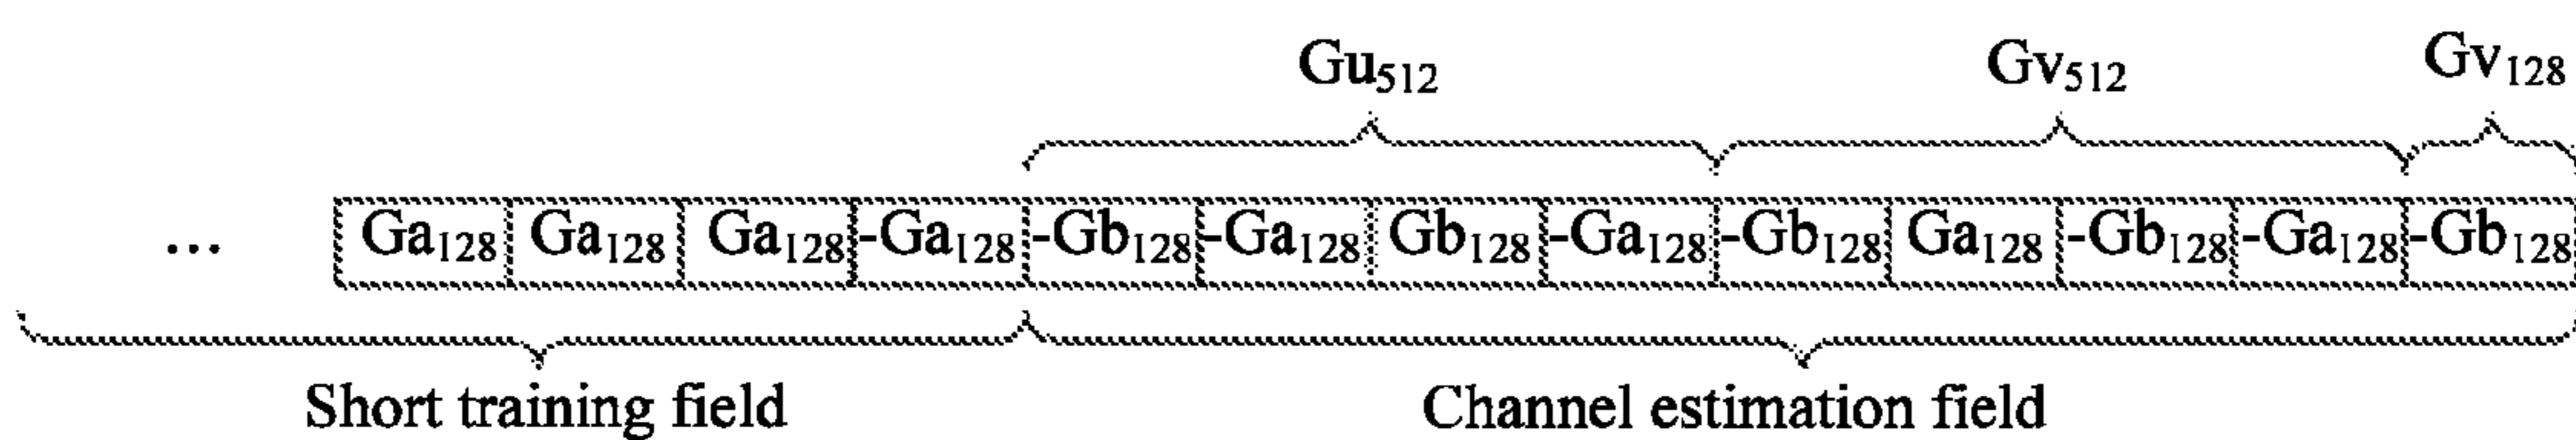 Gu₅₁₂ Gv₅₁₂ Gv₁₂₈
... Ga₁₂₈ Ga₁₂₈ Ga₁₂₈ -Ga₁₂₈ -Gb₁₂₈ -Ga₁₂₈ Gb₁₂₈ -Ga₁₂₈ -Gb₁₂₈ Ga₁₂₈ -Gb₁₂₈ -Ga₁₂₈ -Gb₁₂₈
Short training field Channel estimation field